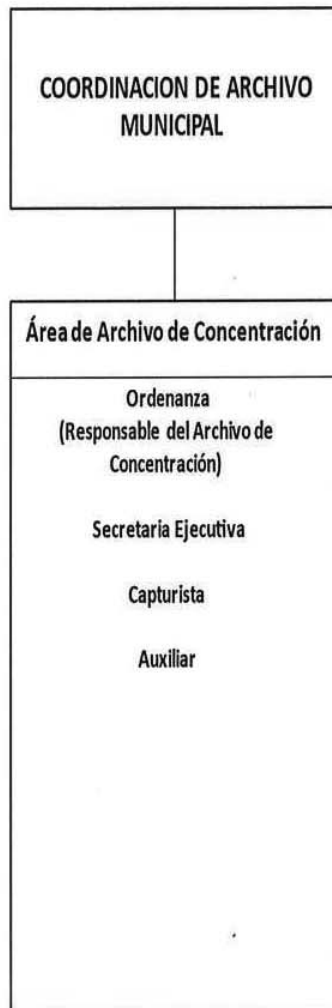 COORDINACION DE ARCHIVO
MUNICIPAL
Área de Archivo de Concentración
Ordenanza
(Responsable del Archivo de
Concentración)
Secretaria Ejecutiva
Capturista
Auxiliar